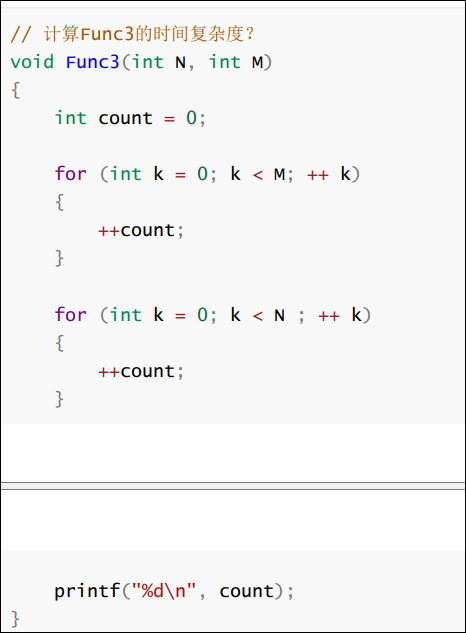 // 计算Func3的时间复杂度？
void Func3(int N, int M)
{
    int count = 0;
    for (int k = 0; k < M; ++ k)
    {
        ++count;
    }
    for (int k = 0; k < N ; ++ k)
    {
        ++count;
    }
    printf("%d\n", count);
}